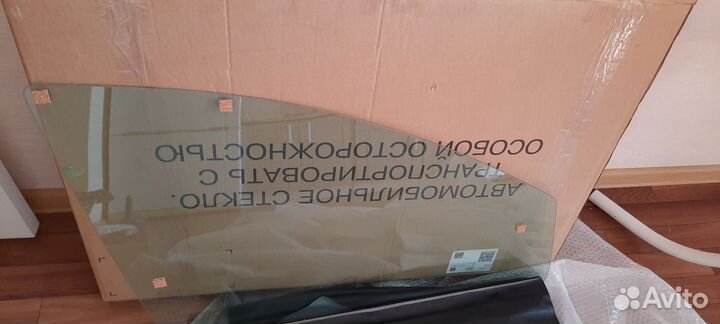 АВТОМОБИЛЬНОЕ СТЕКЛО.
ТРАНСПОРТИРОВАТЬ С
ОСОБОЙ ОСТОРОЖНОСТЬЮ
Avito